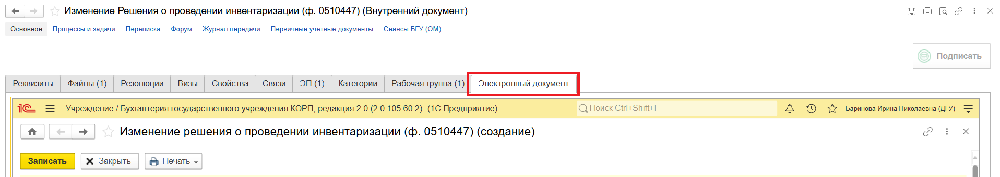 Изменение Решения о проведении инвентаризации (ф. 0510447) (Внутренний документ)
Основное Процессы и задачи Переписка Форум Журнал передачи Первичные учетные документы Сеансы БГУ (ОМ)
Подписать
Реквизиты Файлы (1) Резолюции Визы Свойства Связи ЭП (1) Категории Рабочая группа (1) Электронный документ
1С Учреждение / Бухгалтерия государственного учреждения КОРП, редакция 2.0 (2.0.105.60.2) (1С:Предприятие) Поиск Ctrl+Shift+F Баринова Ирина Николаевна (ДГУ)
Изменение решения о проведении инвентаризации (ф. 0510447) (создание)
Записать Закрыть Печать